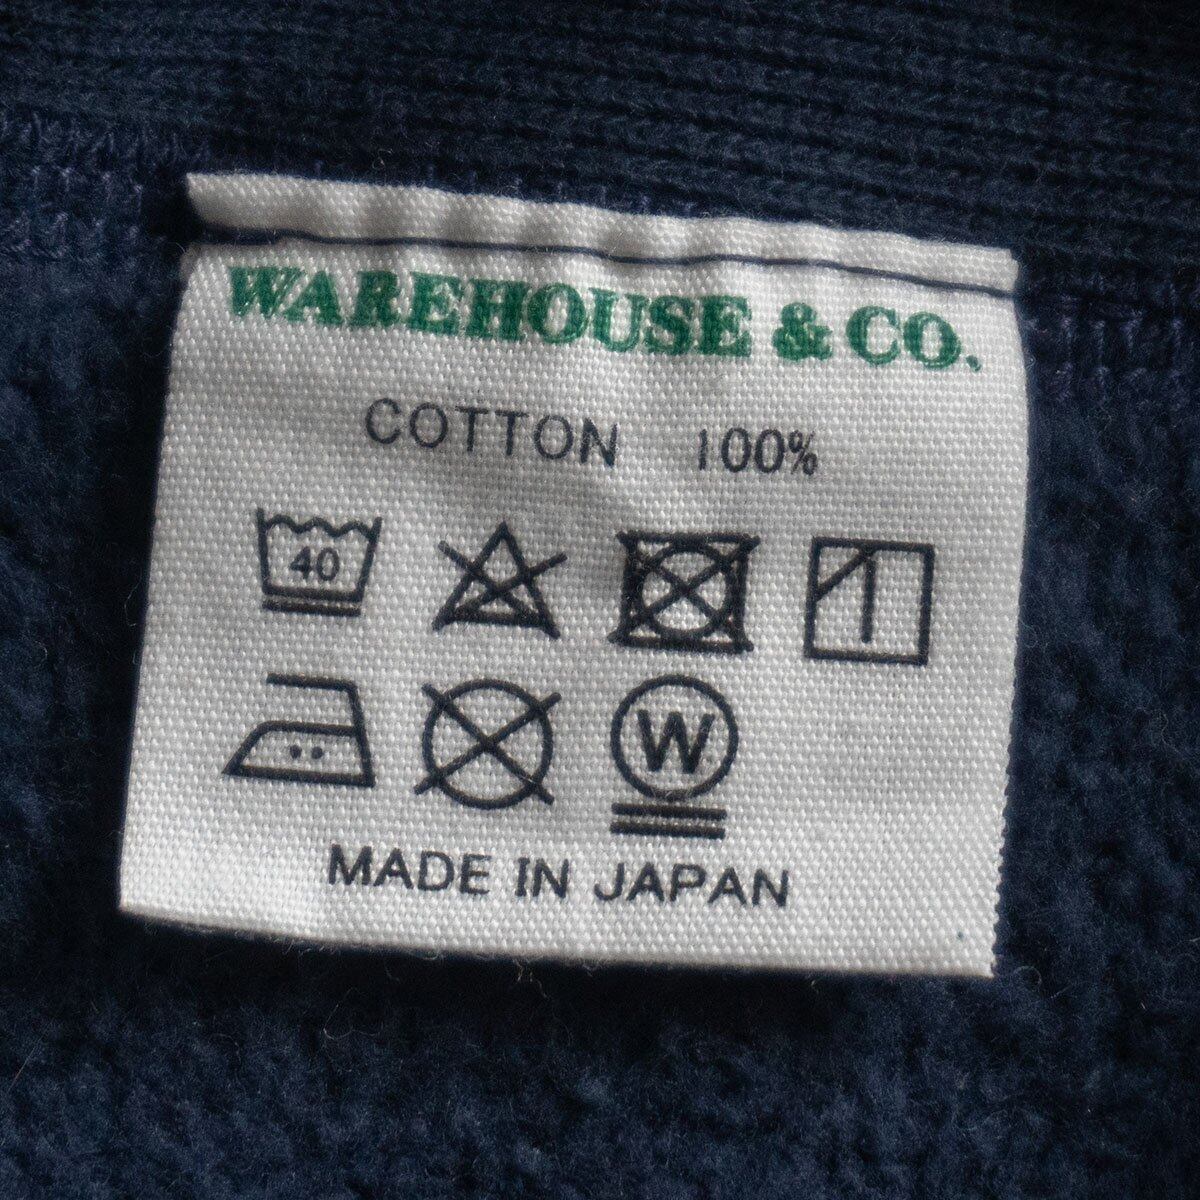 WAREHOUSE & CO.
COTTON 100%
40
W
MADE IN JAPAN